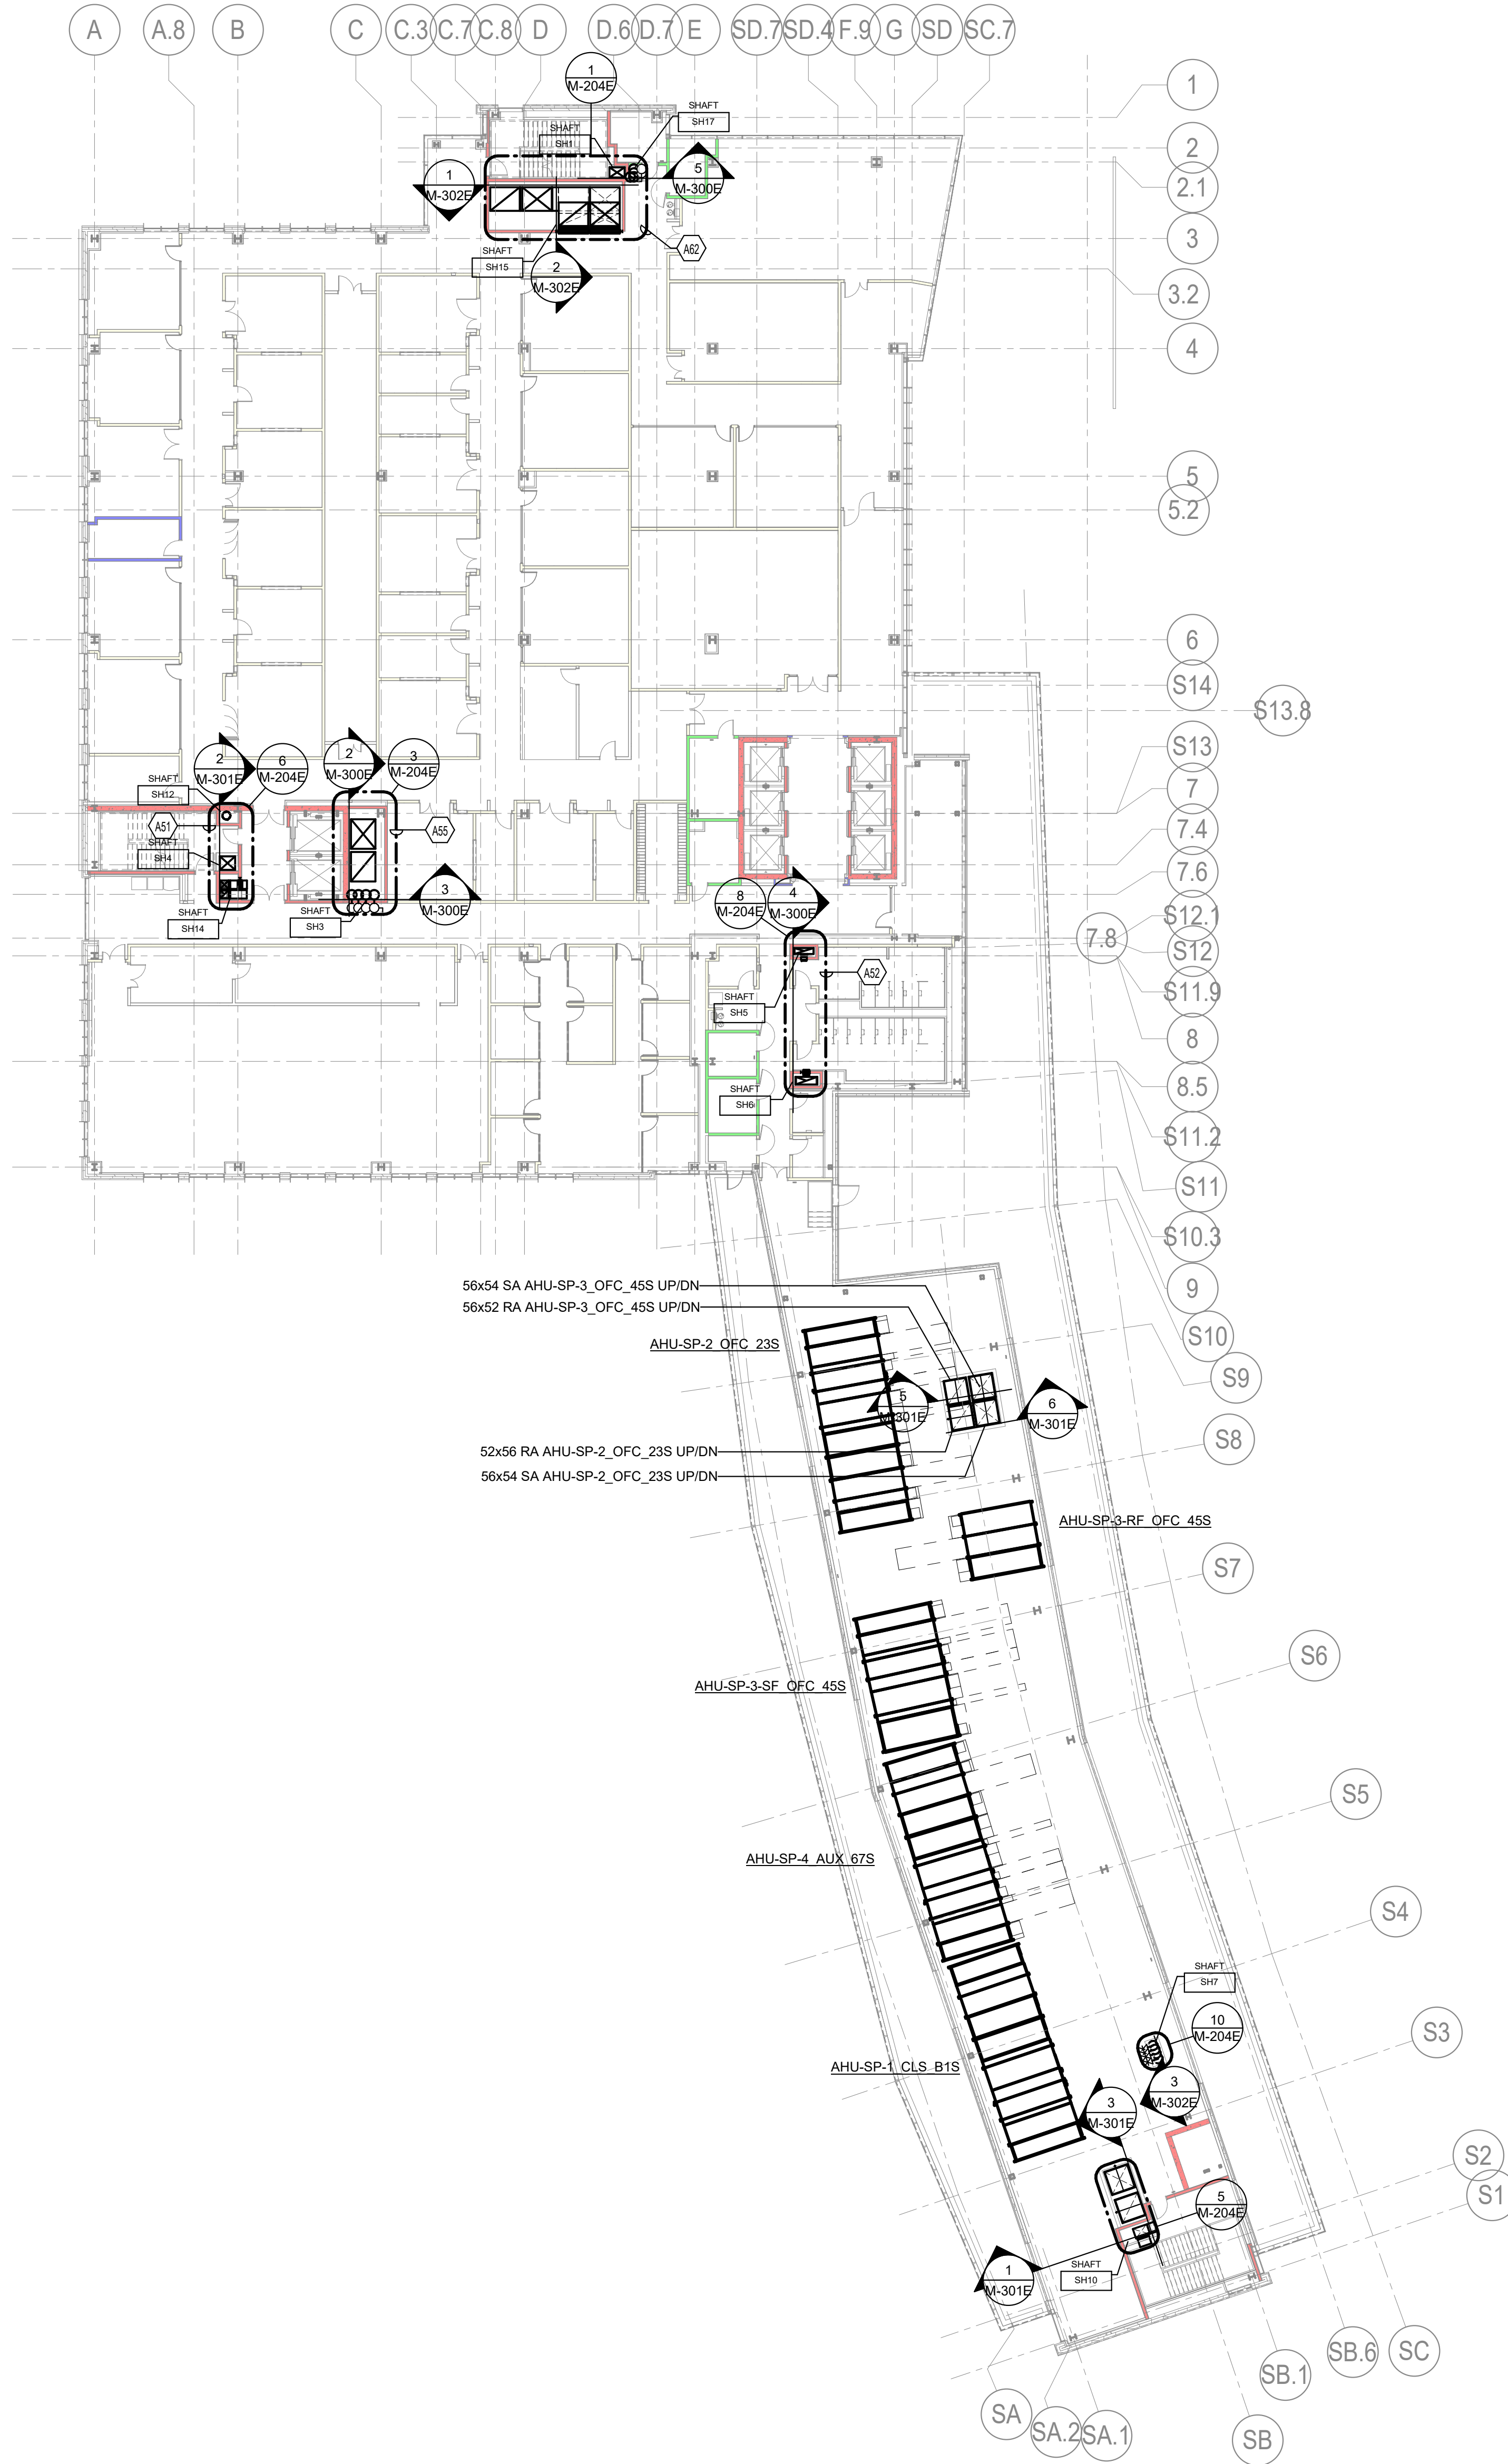 A
A.8
B
C
C.3
C.7
C.8
D
D.6
D.7
E
SD.7
SD.4
F.9
G
SD
SC.7
1
M-204E
1
SHAFT
SH17
SHAFT
SH1
2
1
M-302E
5
M-300E
2.1
3
A62
SHAFT
SH15
2
M-302E
3.2
4
5
5.2
6
S14
S13.8
S13
2
M-301E
6
M-204E
2
M-300E
3
M-204E
7
SHAFT
SH12
A51
A55
7.4
SHAFT
SH4
7.6
3
M-300E
8
M-204E
4
M-300E
SHAFT
SH14
SHAFT
SH3
S12.1
7.8
S12
A52
S11.9
SHAFT
SH5
8
8.5
SHAFT
SH6
S11.2
S11
S10.3
56x54 SA AHU-SP-3_OFC_45S UP/DN
56x52 RA AHU-SP-3_OFC_45S UP/DN
9
AHU-SP-2_OFC_23S
S10
S9
5
M-301E
6
M-301E
52x56 RA AHU-SP-2_OFC_23S UP/DN
56x54 SA AHU-SP-2_OFC_23S UP/DN
S8
AHU-SP-3-RF_OFC_45S
S7
S6
AHU-SP-3-SF_OFC_45S
S5
AHU-SP-4_AUX_67S
S4
SHAFT
SH7
10
M-204E
S3
AHU-SP-1_CLS_B1S
3
M-302E
3
M-301E
S2
S1
5
M-204E
1
M-301E
SHAFT
SH10
SB.6
SC
SB.1
SA
SA.2
SA.1
SB